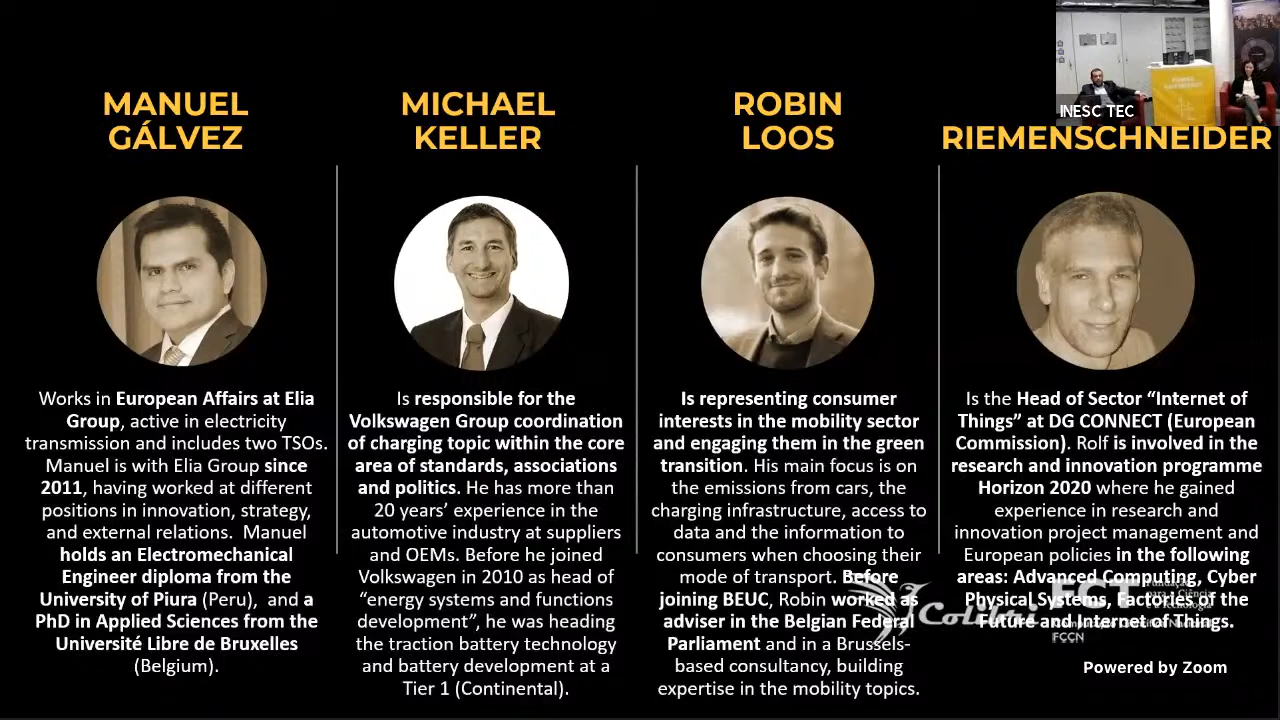 MANUEL
GÁLVEZ
Works in European Affairs at Elia
Group, active in electricity
transmission and includes two TSOs.
Manuel is with Elia Group since
2011, having worked at different
positions in innovation, strategy,
and external relations. Manuel
holds an Electromechanical
Engineer diploma from the
University of Piura (Peru), and a
PhD in Applied Sciences from the
Université Libre de Bruxelles
(Belgium).
MICHAEL
KELLER
Is responsible for the
Volkswagen Group coordination
of charging topic within the core
area of standards, associations
and politics. He has more than
20 years’ experience in the
automotive industry at suppliers
and OEMs. Before he joined
Volkswagen in 2010 as head of
“energy systems and functions
development”, he was heading
the traction battery technology
and battery development at a
Tier 1 (Continental).
ROBIN
LOOS
Is representing consumer
interests in the mobility sector
and engaging them in the green
transition. His main focus is on
the emissions from cars, the
charging infrastructure, access to
data and the information to
consumers when choosing their
mode of transport. Before
joining BEUC, Robin worked as
adviser in the Belgian Federal
Parliament and in a Brussels-
based consultancy, building
expertise in the mobility topics.
INESC TEC
RIEMENSCHNEIDER
Is the Head of Sector “Internet of
Things” at DG CONNECT (European
Commission). Rolf is involved in the
research and innovation programme
Horizon 2020 where he gained
experience in research and
innovation project management and
European policies in the following
areas: Advanced Computing, Cyber
Physical Systems, Factories of the
Future and Internet of Things.
Colibri
FCT
FCCN
Powered by Zoom